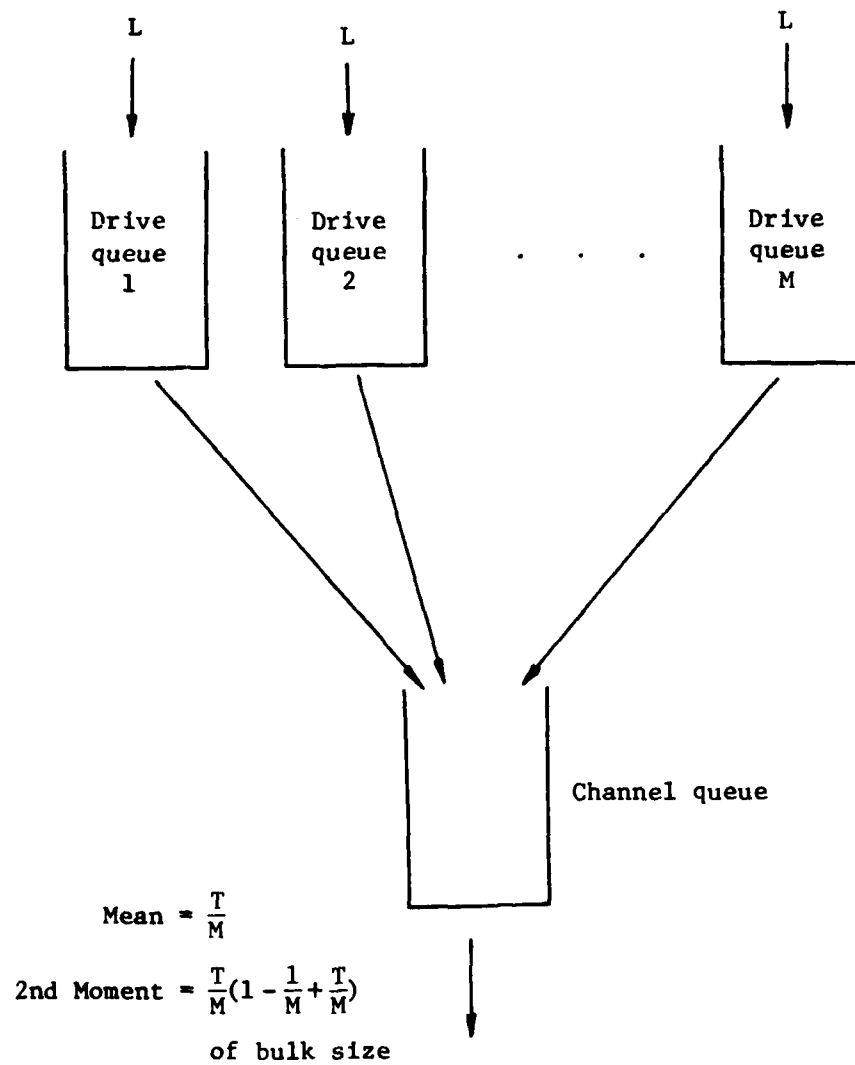 L
L
L
Drive
queue
1
Drive
queue
2
. . .
Drive
queue
M
Channel queue
Mean = T/M
2nd Moment = T/M(1 - 1/M + T/M)
of bulk size